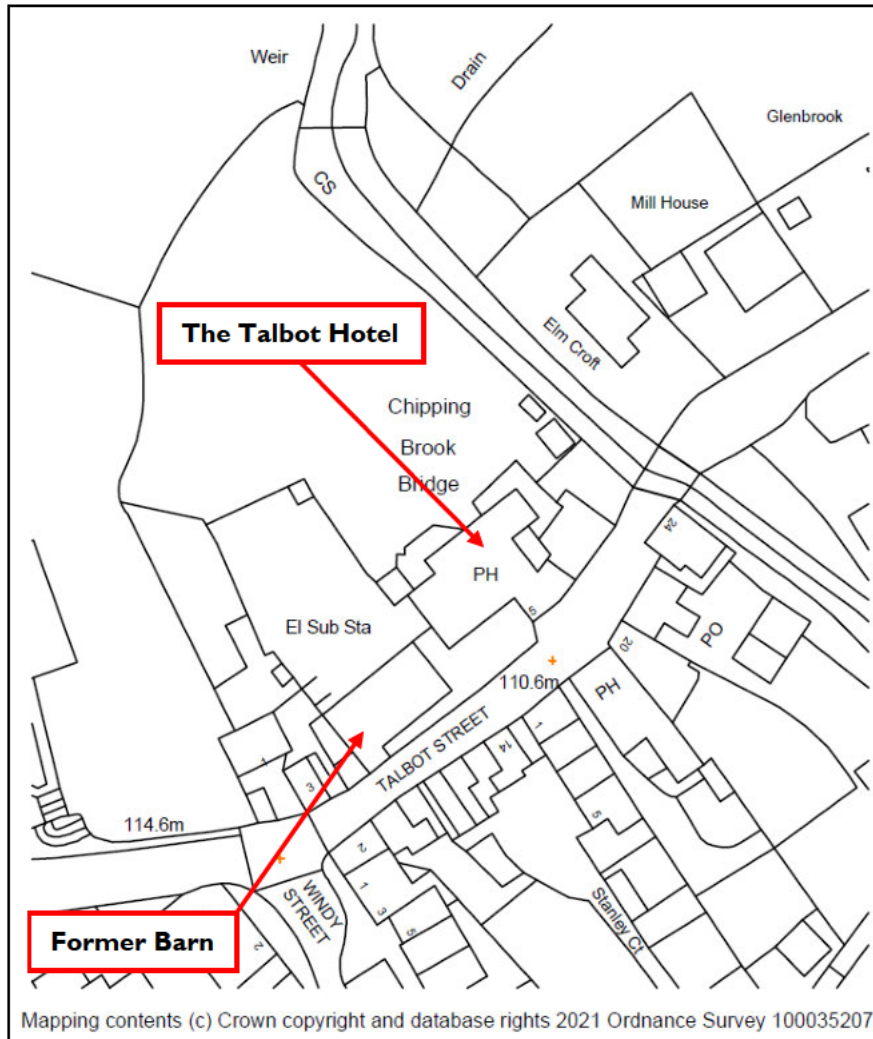 Weir
Drain
Glenbrook
CS
Mill House
The Talbot Hotel
Elm Croft
Chipping
Brook
Bridge
24
PH
5
El Sub Sta
PO
20
110.6m
PH
TALBOT STREET
1
14
1
3
5
114.6m
2
1
3
5
WINDY
STREET
Stanley Ct
Former Barn
2
Mapping contents (c) Crown copyright and database rights 2021 Ordnance Survey 100035207